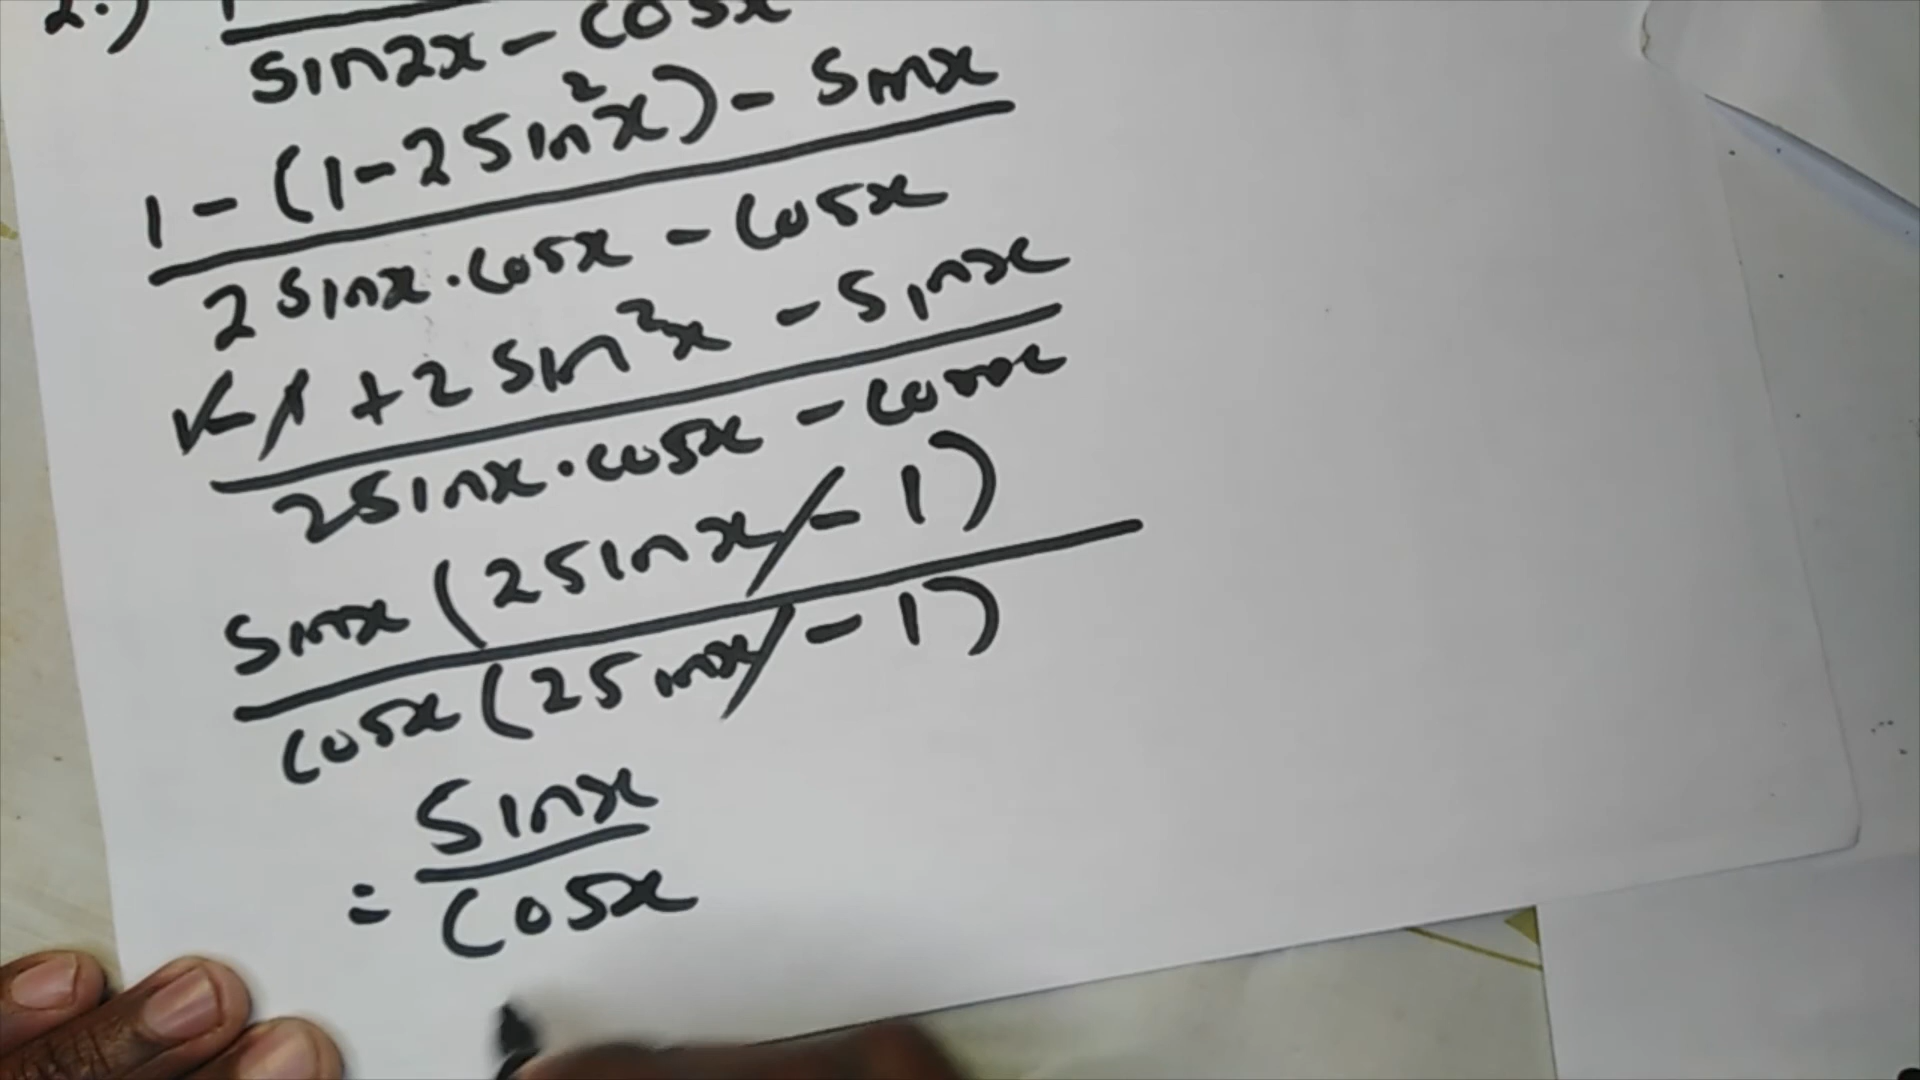 2.)
sin2x - cosx
1 - (1-2sin²x) - sinx
2sinx·cosx - cosx
1-1+2sin²x - sinx
2sinx·cosx - cosx
sinx(2sinx - 1)
cosx(2sinx - 1)
sinx
= cosx